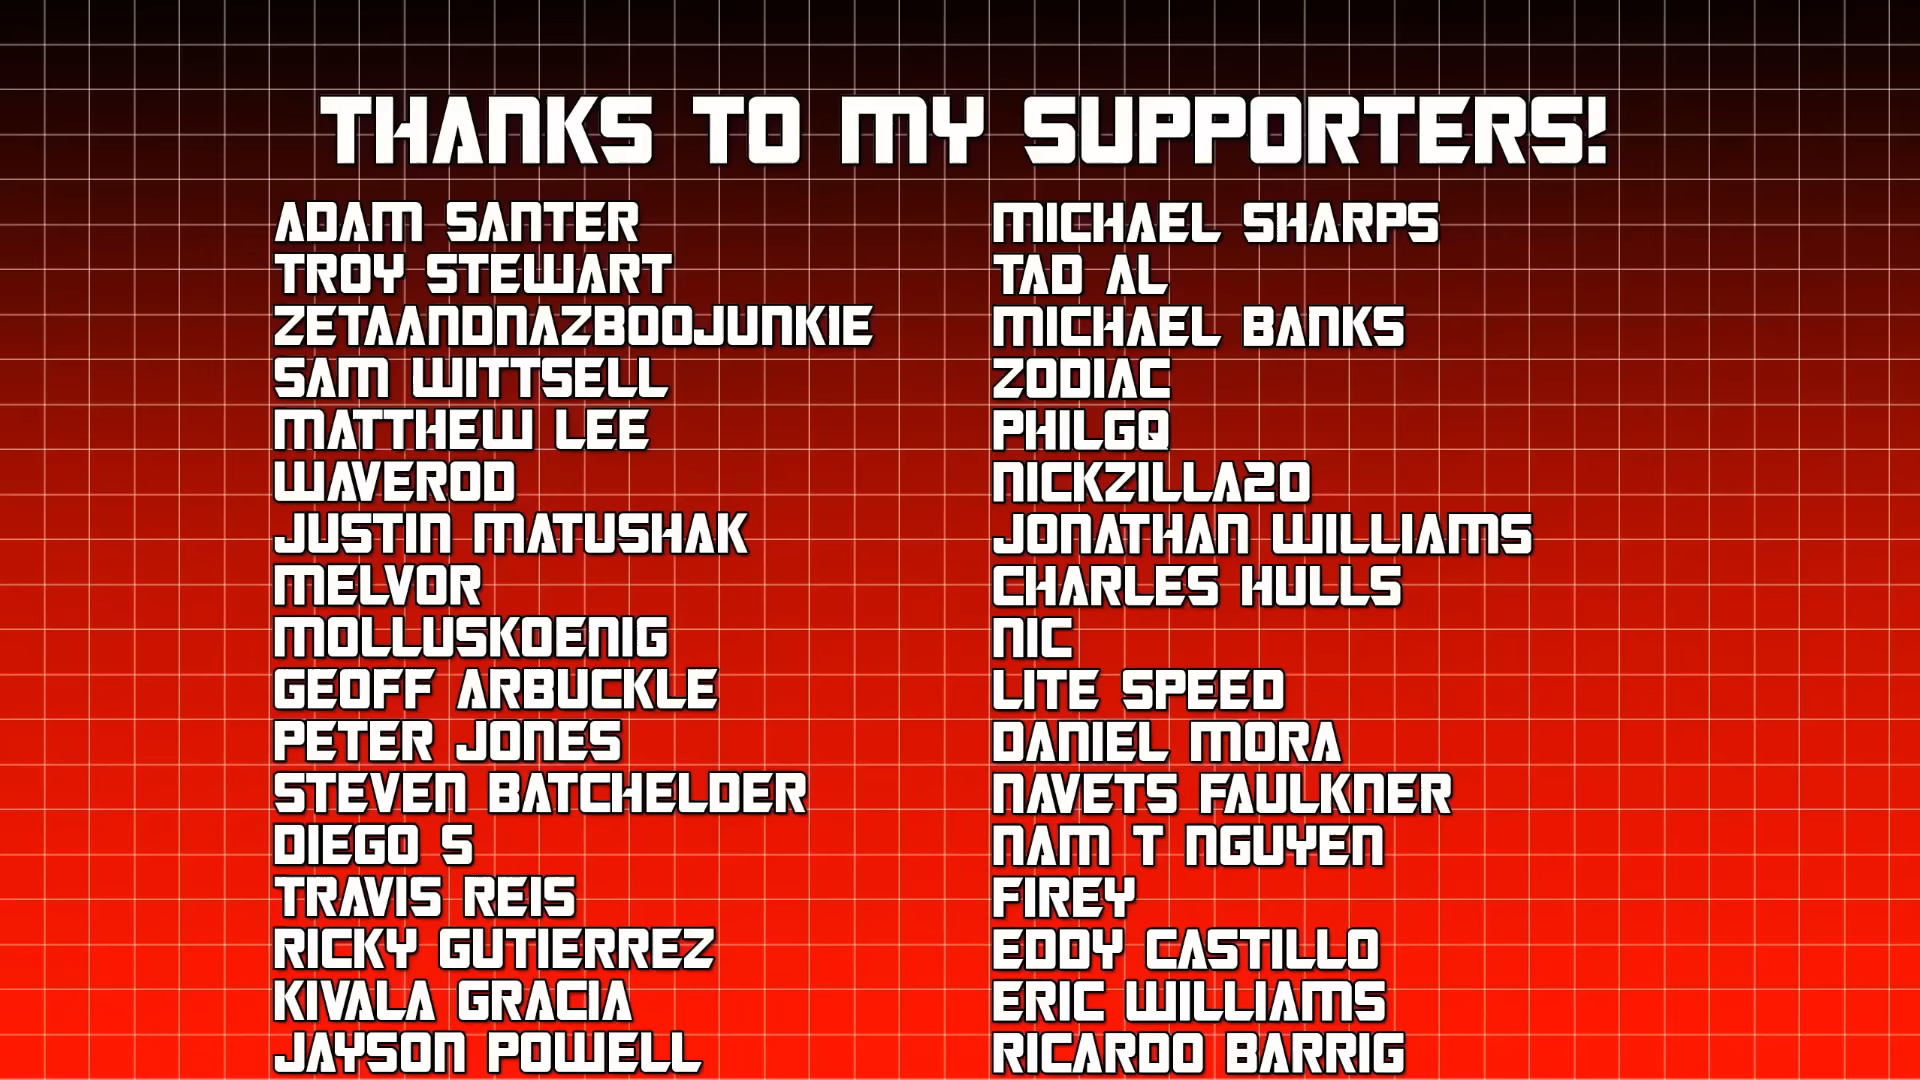 THANKS TO MY SUPPORTERS!
ADAM SANTER
TROY STEWART
ZETAANDNAZBOOJUNKIE
SAM WITTSELL
MATTHEW LEE
WAVEROD
JUSTIN MATUSHAK
MELVOR
MOLLUSKOENIG
GEOFF ARBUCKLE
PETER JONES
STEVEN BATCHELDER
DIEGO S
TRAVIS REIS
RICKY GUTIERREZ
KIVALA GRACIA
JAYSON POWELL
MICHAEL SHARPS
TAD AL
MICHAEL BANKS
ZODIAC
PHILGQ
NICKZILLA20
JONATHAN WILLIAMS
CHARLES HULLS
NIC
LITE SPEED
DANIEL MORA
NAVETS FAULKNER
NAM T NGUYEN
FIREY
EDDY CASTILLO
ERIC WILLIAMS
RICARDO BARRIG